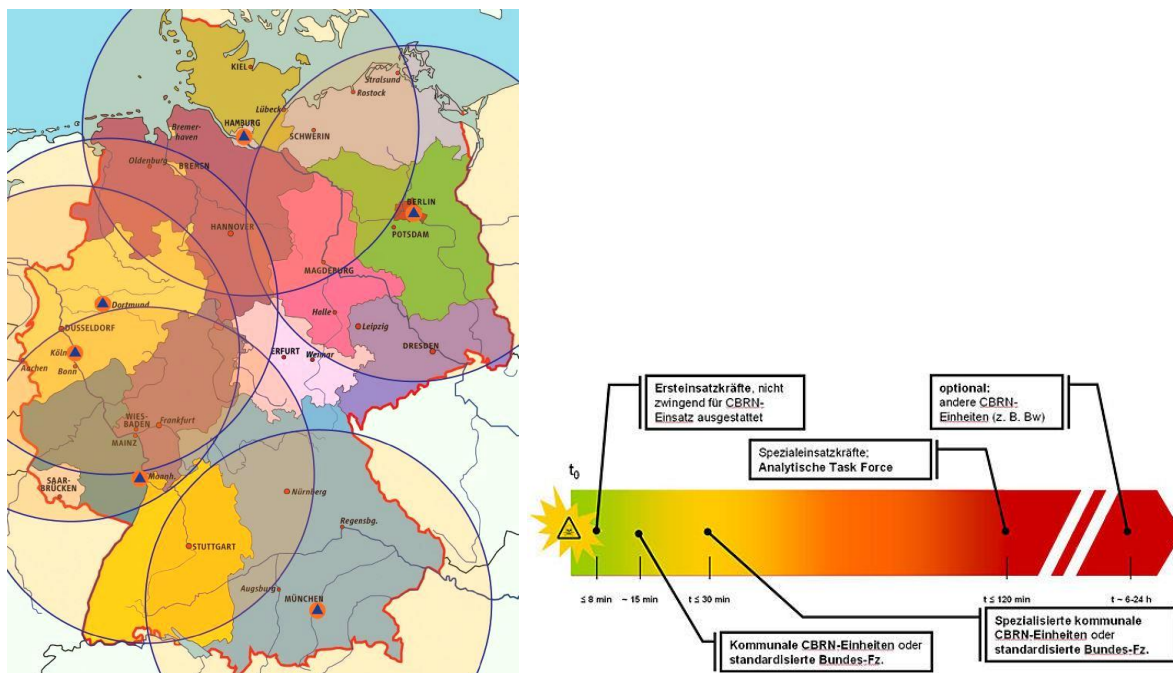 KIEL
Stralsund
Rostock
Lübeck
HAMBURG
SCHWERIN
Bremer-
haven
Oldenburg
BREMEN
BERLIN
POTSDAM
HANNOVER
MAGDEBURG
Dortmund
Halle
Leipzig
DÜSSELDORF
DRESDEN
Köln
ERFURT
Weimar
Aachen
Bonn
WIES-
BADEN
Frankfurt
MAINZ
Mannh.
SAAR-
BRÜCKEN
Nürnberg
Regensbg.
STUTTGART
Augsburg
MÜNCHEN
Ersteinsatzkräfte, nicht
zwingend für CBRN-
Einsatz ausgestattet
optional:
andere CBRN-
Einheiten (z. B. Bw)
Spezialeinsatzkräfte;
Analytische Task Force
t0
≤ 8 min
~ 15 min
t ≤ 30 min
t ≤ 120 min
t ~ 6-24 h
Kommunale CBRN-Einheiten oder
standardisierte Bundes-Fz.
Spezialisierte kommunale
CBRN-Einheiten oder
standardisierte Bundes-Fz.